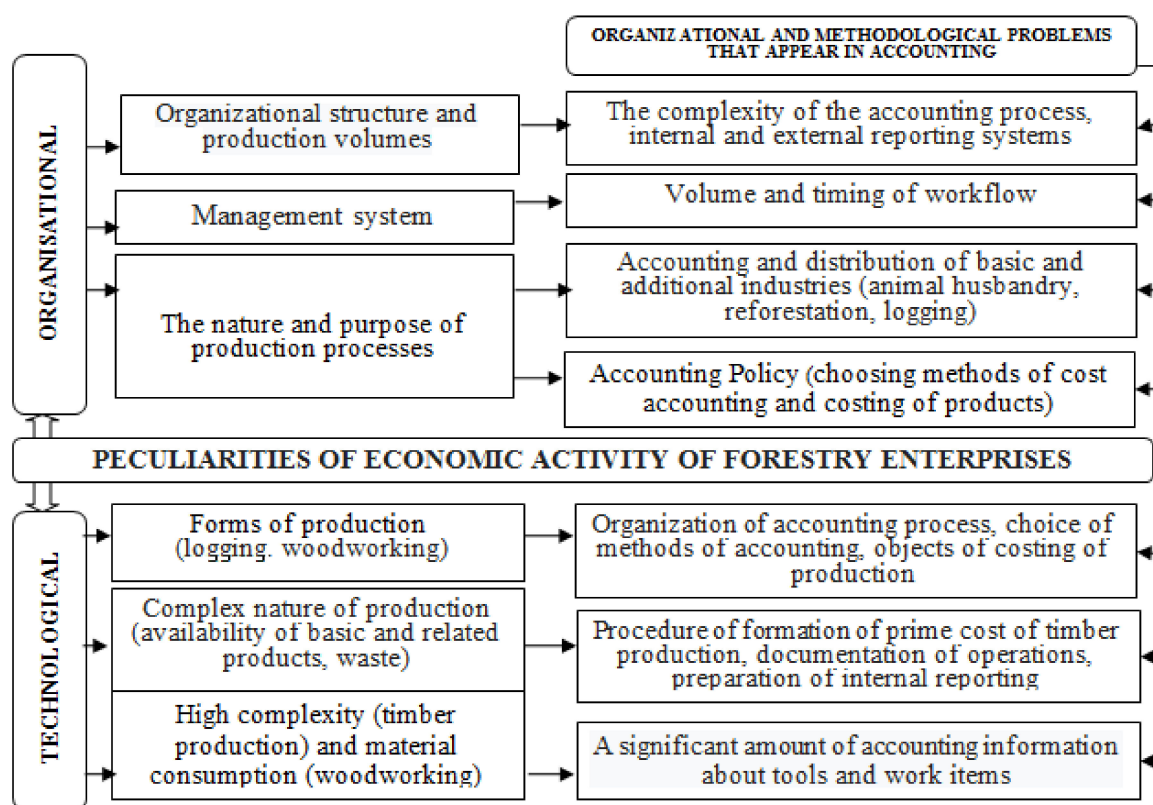 ORGANIZATIONAL AND METHODOLOGICAL PROBLEMS
THAT APPEAR IN ACCOUNTING
ORGANISATIONAL
Organizational structure and
production volumes
The complexity of the accounting process,
internal and external reporting systems
Management system
Volume and timing of workflow
The nature and purpose of
production processes
Accounting and distribution of basic and
additional industries (animal husbandry,
reforestation, logging)
Accounting Policy (choosing methods of cost
accounting and costing of products)
PECULIARITIES OF ECONOMIC ACTIVITY OF FORESTRY ENTERPRISES
TECHNOLOGICAL
Forms of production
(logging. woodworking)
Organization of accounting process, choice of
methods of accounting, objects of costing of
production
Complex nature of production
(availability of basic and related
products, waste)
Procedure of formation of prime cost of timber
production, documentation of operations,
preparation of internal reporting
High complexity (timber
production) and material
consumption (woodworking)
A significant amount of accounting information
about tools and work items